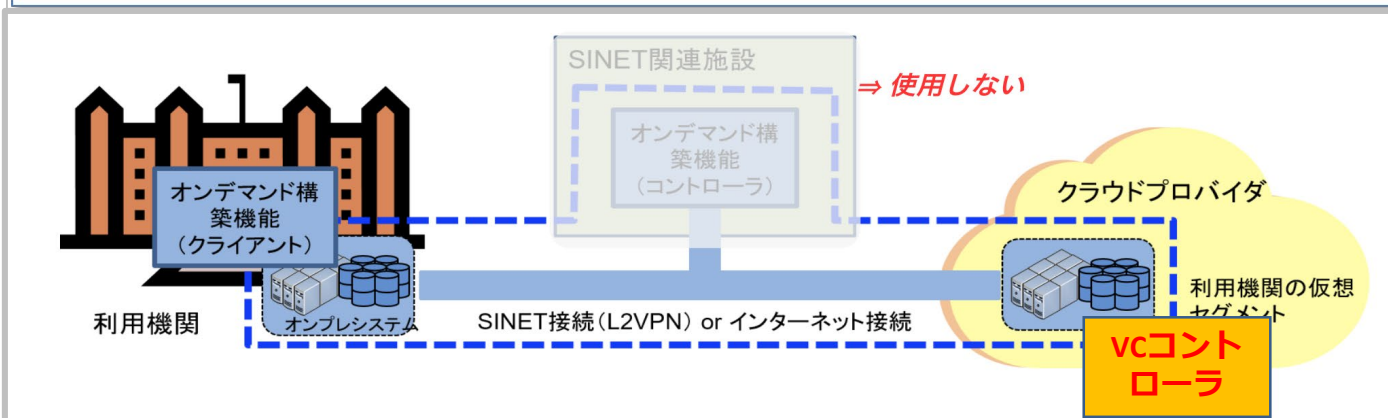 SINET関連施設
⇒ 使用しない
オンデマンド構
築機能
(コントローラ)
オンデマンド構
築機能
(クライアント)
クラウドプロバイダ
利用機関
オンプレシステム
SINET接続(L2VPN) or インターネット接続
利用機関の仮想
セグメント
VCコント
ローラ